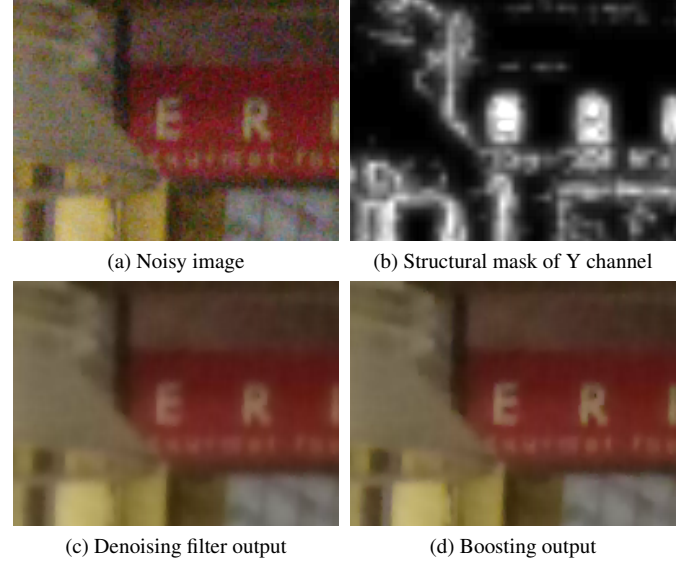 E R
(a) Noisy image
(b) Structural mask of Y channel
E R
E R
(c) Denoising filter output
(d) Boosting output